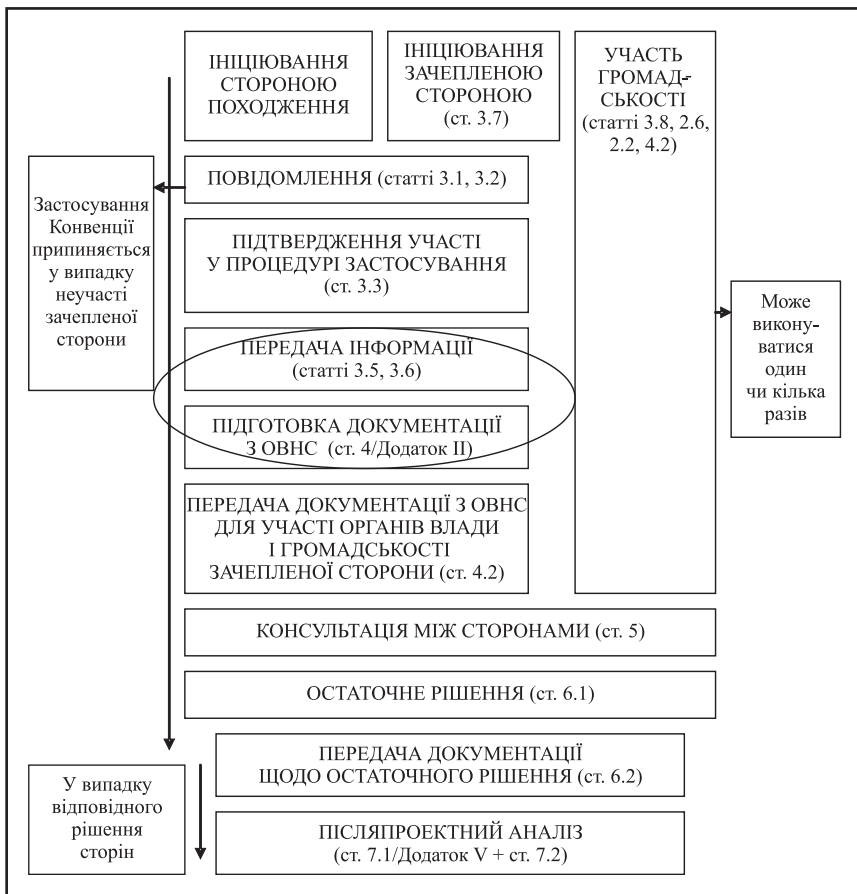 ІНІЦІЮВАННЯ
СТОРОНОЮ
ПОХОДЖЕННЯ
ІНІЦІЮВАННЯ
ЗАЧЕПЛЕНОЮ
СТОРОНОЮ
(ст. 3.7)
УЧАСТЬ
ГРОМАД-
СЬКОСТІ
(статті 3.8, 2.6,
2.2, 4.2)
Застосування
Конвенції
припиняється
у випадку
неучасті
зачепленої
сторони
ПОВІДОМЛЕННЯ (статті 3.1, 3.2)
ПІДТВЕРДЖЕННЯ УЧАСТІ
У ПРОЦЕДУРІ ЗАСТОСУВАННЯ
(ст. 3.3)
Може
викону-
ватися
один
чи кілька
разів
ПЕРЕДАЧА ІНФОРМАЦІЇ
(статті 3.5, 3.6)
ПІДГОТОВКА ДОКУМЕНТАЦІЇ
З ОВНС (ст. 4/Додаток II)
ПЕРЕДАЧА ДОКУМЕНТАЦІЇ З ОВНС
ДЛЯ УЧАСТІ ОРГАНІВ ВЛАДИ
І ГРОМАДСЬКОСТІ
ЗАЧЕПЛЕНОЇ СТОРОНИ (ст. 4.2)
КОНСУЛЬТАЦІЯ МІЖ СТОРОНАМИ (ст. 5)
ОСТАТОЧНЕ РІШЕННЯ (ст. 6.1)
У випадку
відповідного
рішення
сторін
ПЕРЕДАЧА ДОКУМЕНТАЦІЇ
ЩОДО ОСТАТОЧНОГО РІШЕННЯ (ст. 6.2)
ПІСЛЯПРОЕКТНИЙ АНАЛІЗ
(ст. 7.1/Додаток V + ст. 7.2)